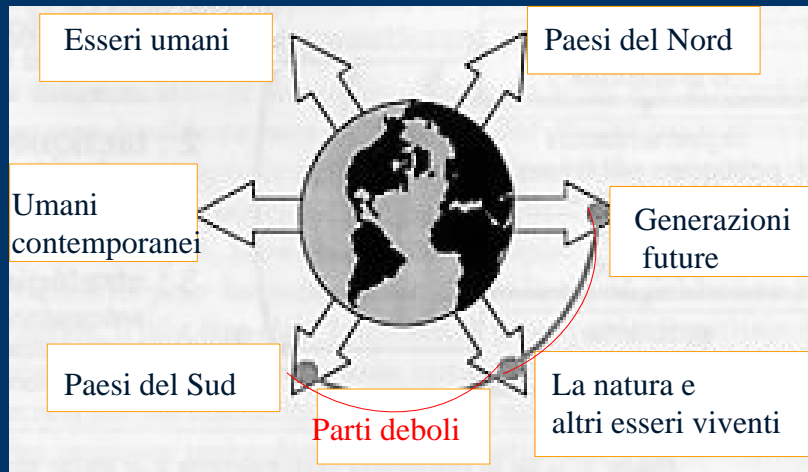 Esseri umani
Paesi del Nord
Umani
contemporanei
Generazioni
future
Paesi del Sud
La natura e
altri esseri viventi
Parti deboli